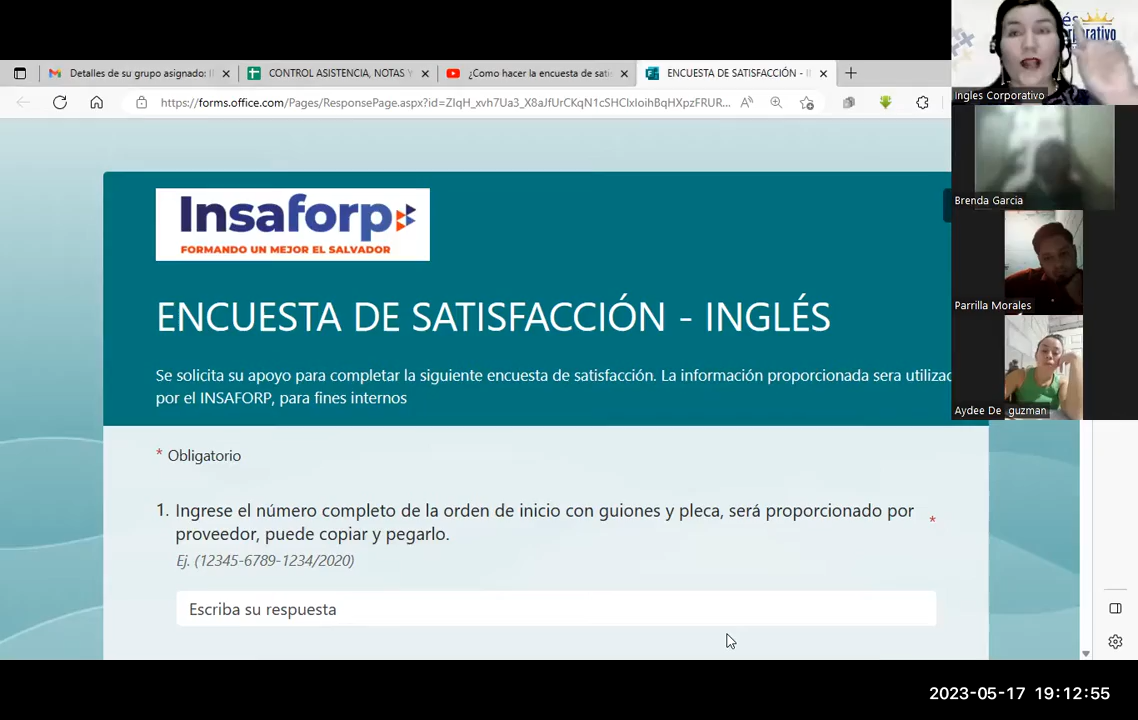 Detalles de su grupo asignado: I
CONTROL ASISTENCIA, NOTAS Y
¿Como hacer la encuesta de sati
ENCUESTA DE SATISFACCIÓN - I
https://forms.office.com/Pages/ResponsePage.aspx?id=ZIqH_xvh7Ua3_X8aJfUrCKqN1cSHClxIoihBqHXpzFRUR...
Insaforp
FORMANDO UN MEJOR EL SALVADOR
ENCUESTA DE SATISFACCIÓN - INGLÉS
Se solicita su apoyo para completar la siguiente encuesta de satisfacción. La información proporcionada sera utilizad
por el INSAFORP, para fines internos
* Obligatorio
1. Ingrese el número completo de la orden de inicio con guiones y pleca, será proporcionado por
proveedor, puede copiar y pegarlo. *
Ej. (12345-6789-1234/2020)
Escriba su respuesta
Ingles Corporativo
Brenda Garcia
Parrilla Morales
Aydee De guzman
2023-05-17 19:12:55